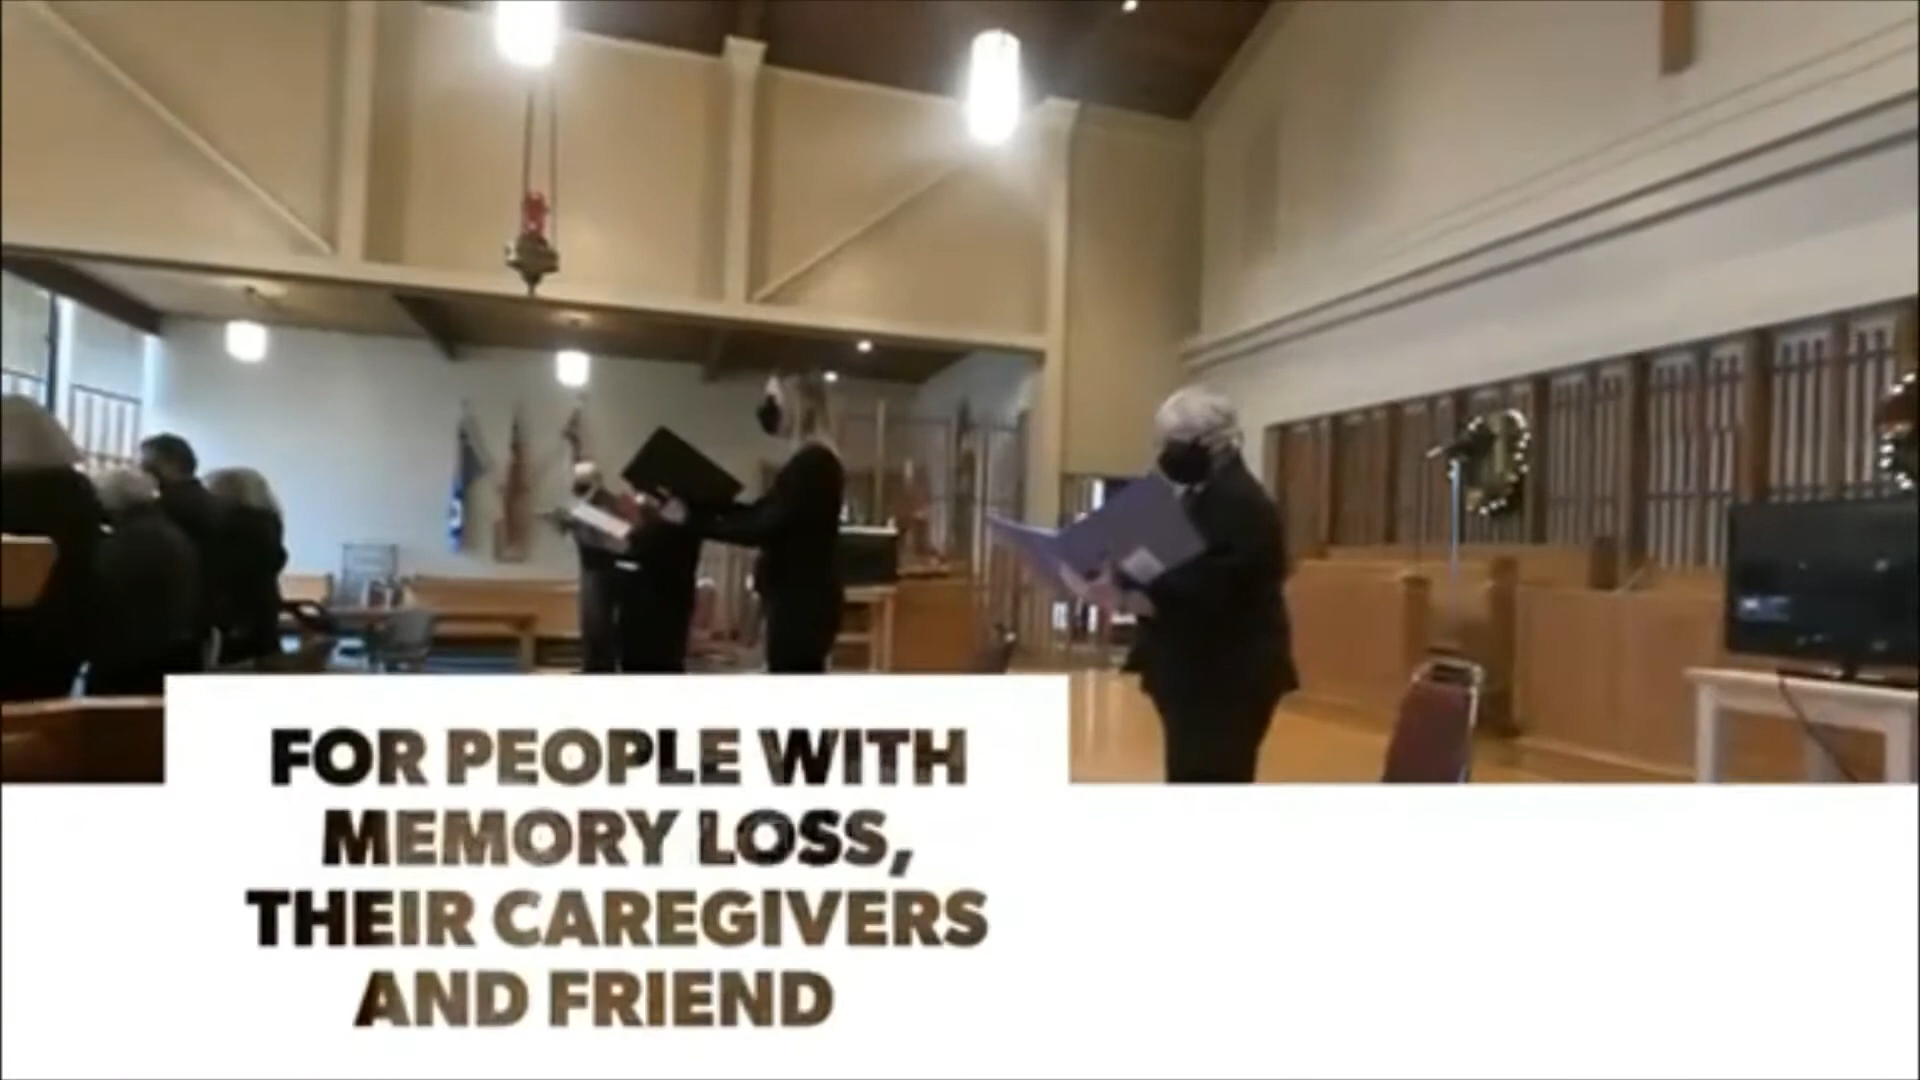 FOR PEOPLE WITH
MEMORY LOSS,
THEIR CAREGIVERS
AND FRIEND